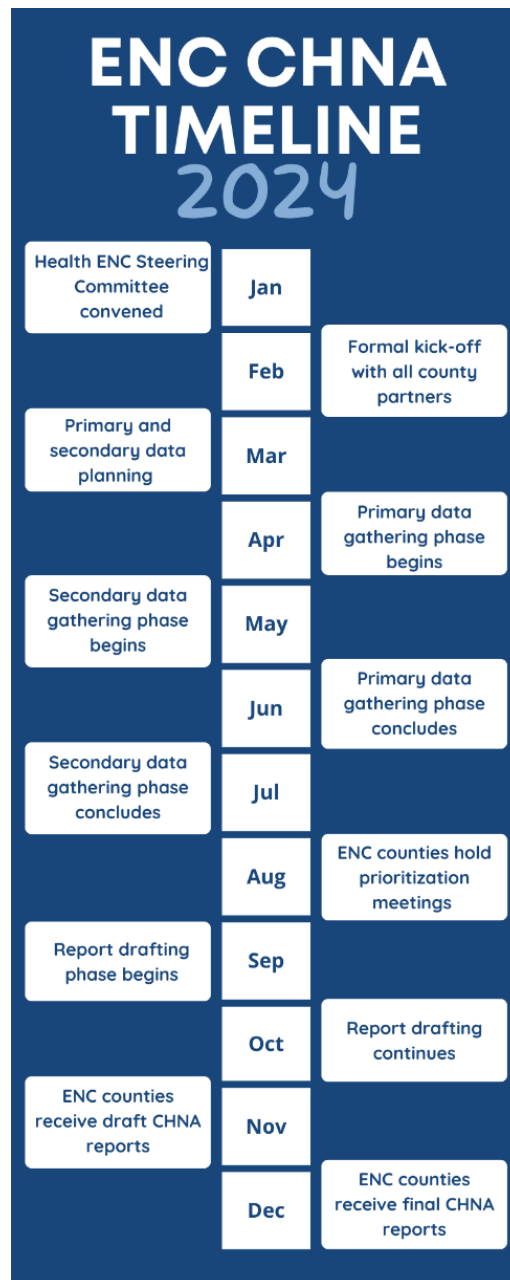 ENC CHNA
TIMELINE
2024
Health ENC Steering
Committee
convened
Jan
Feb
Formal kick-off
with all county
partners
Primary and
secondary data
planning
Mar
Apr
Primary data
gathering phase
begins
Secondary data
gathering phase
begins
May
Jun
Primary data
gathering phase
concludes
Secondary data
gathering phase
concludes
Jul
Aug
ENC counties hold
prioritization
meetings
Report drafting
phase begins
Sep
Oct
Report drafting
continues
ENC counties
receive draft CHNA
reports
Nov
Dec
ENC counties
receive final CHNA
reports